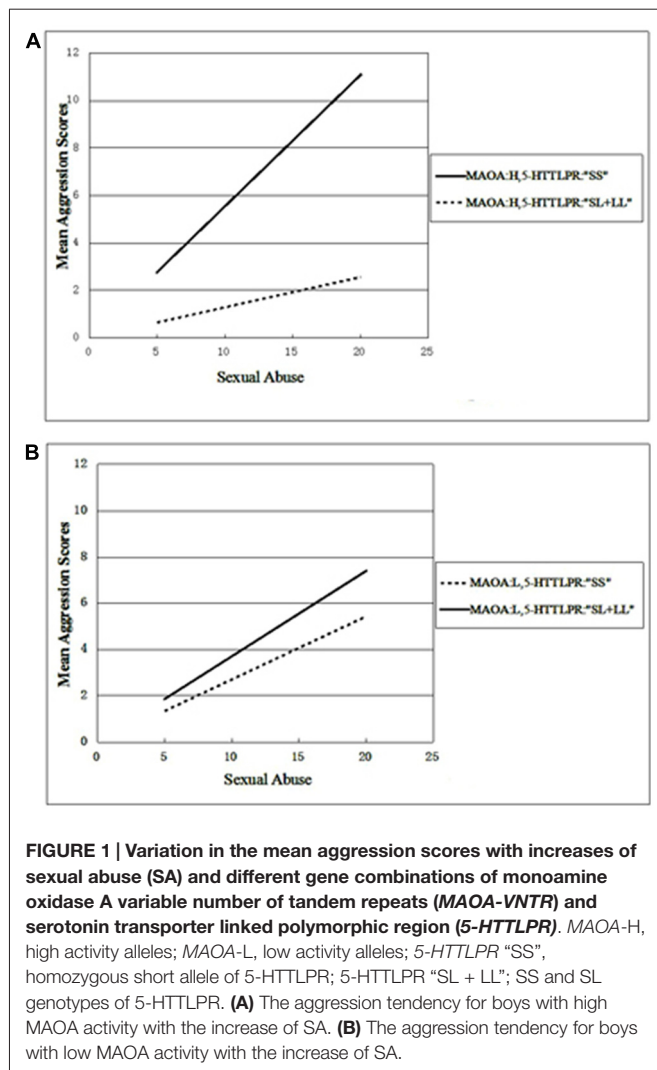 A
12
10
8
6
4
2
0
Mean Aggression Scores
0 5 10 15 20 25
Sexual Abuse
MAOA:H,5-HTTLPR:"SS"
MAOA:H,5-HTTLPR:"SL+LL"
B
12
10
8
6
4
2
0
Mean Aggression Scores
0 5 10 15 20 25
Sexual Abuse
MAOA:L,5-HTTLPR:"SS"
MAOA:L,5-HTTLPR:"SL+LL"
FIGURE 1 | Variation in the mean aggression scores with increases of
sexual abuse (SA) and different gene combinations of monoamine
oxidase A variable number of tandem repeats (MAOA-VNTR) and
serotonin transporter linked polymorphic region (5-HTTLPR). MAOA-H,
high activity alleles; MAOA-L, low activity alleles; 5-HTTLPR “SS”,
homozygous short allele of 5-HTTLPR; 5-HTTLPR “SL + LL”; SS and SL
genotypes of 5-HTTLPR. (A) The aggression tendency for boys with high
MAOA activity with the increase of SA. (B) The aggression tendency for boys
with low MAOA activity with the increase of SA.